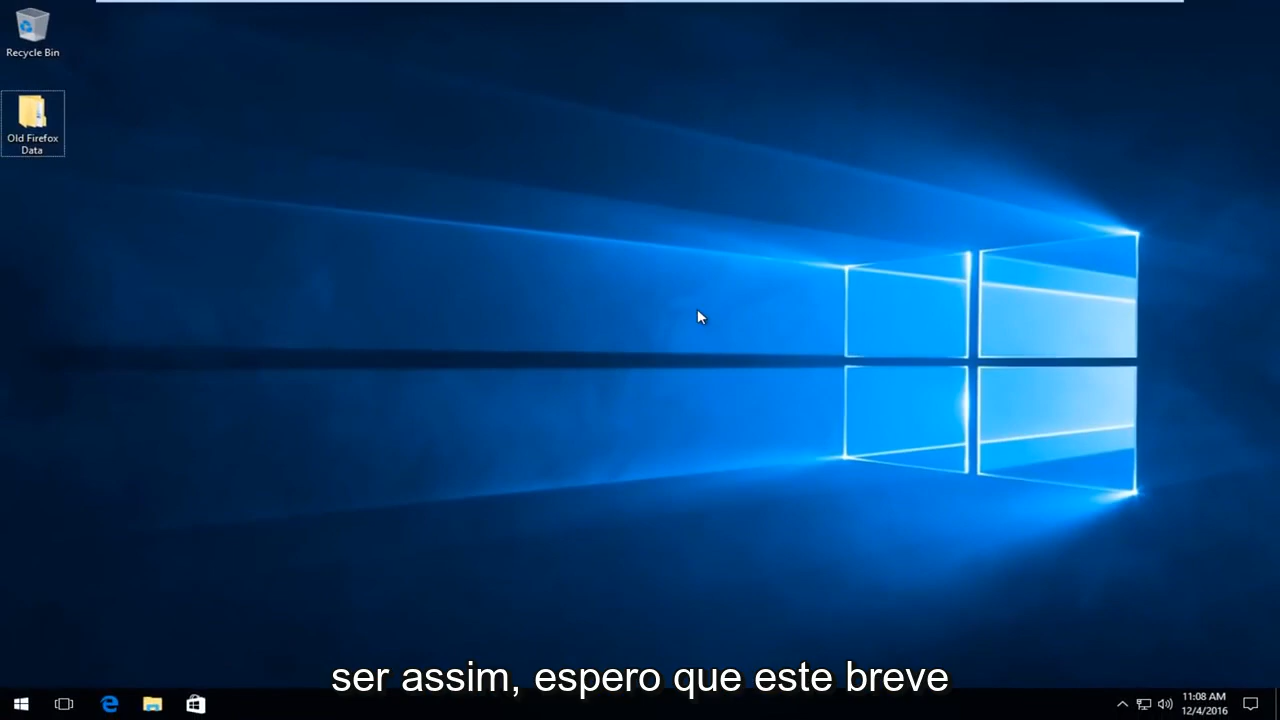 Recycle Bin
Old Firefox
Data
ser assim, espero que este breve
11:08 AM
12/4/2016